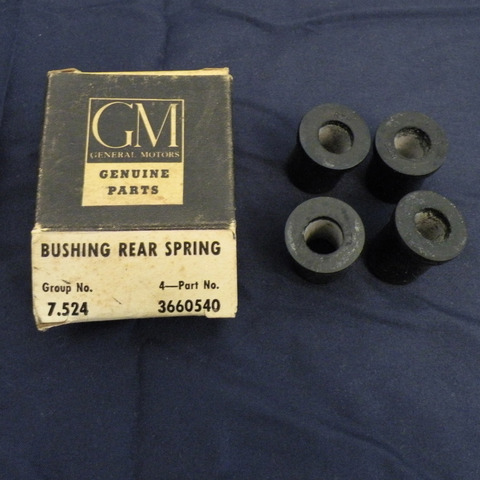 GM
GENERAL MOTORS
GENUINE
PARTS
BUSHING REAR SPRING
Group No. 4—Part No.
7.524 3660540